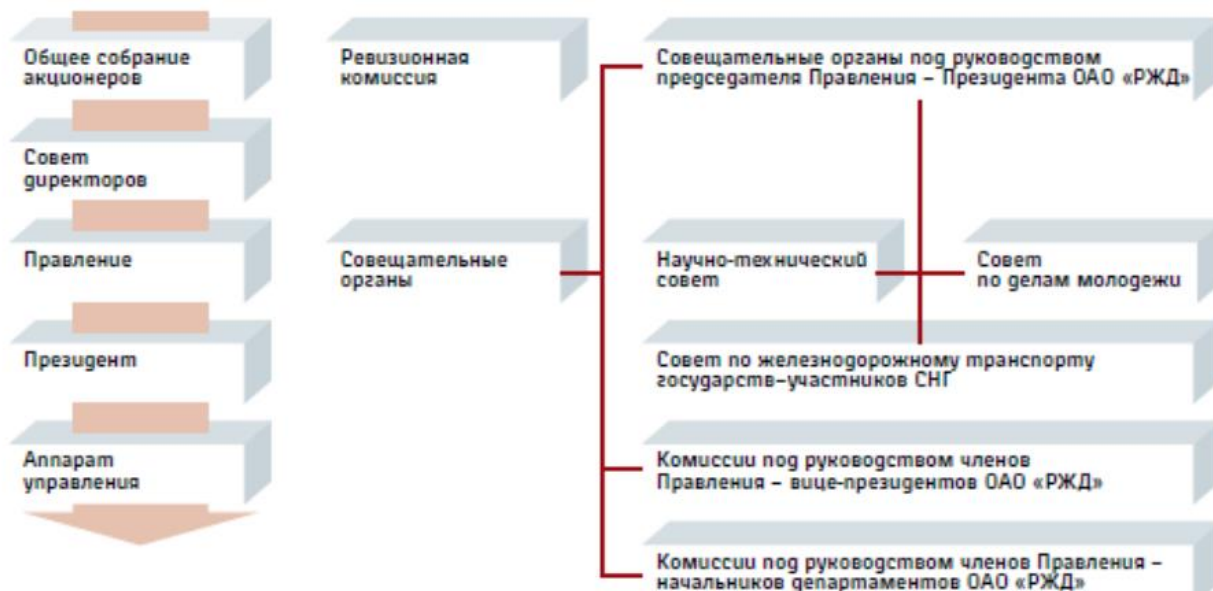 Общее собрание
акционеров
Ревизионная
комиссия
Совещательные органы под руководством
председателя Правления – Президента ОАО «РЖД»
Совет
директоров
Правление
Совещательные
органы
Научно-технический
совет
Совет
по делам молодежи
Президент
Совет по железнодорожному транспорту
государств–участников СНГ
Аппарат
управления
Комиссии под руководством членов
Правления – вице-президентов ОАО «РЖД»
Комиссии под руководством членов Правления –
начальников департаментов ОАО «РЖД»